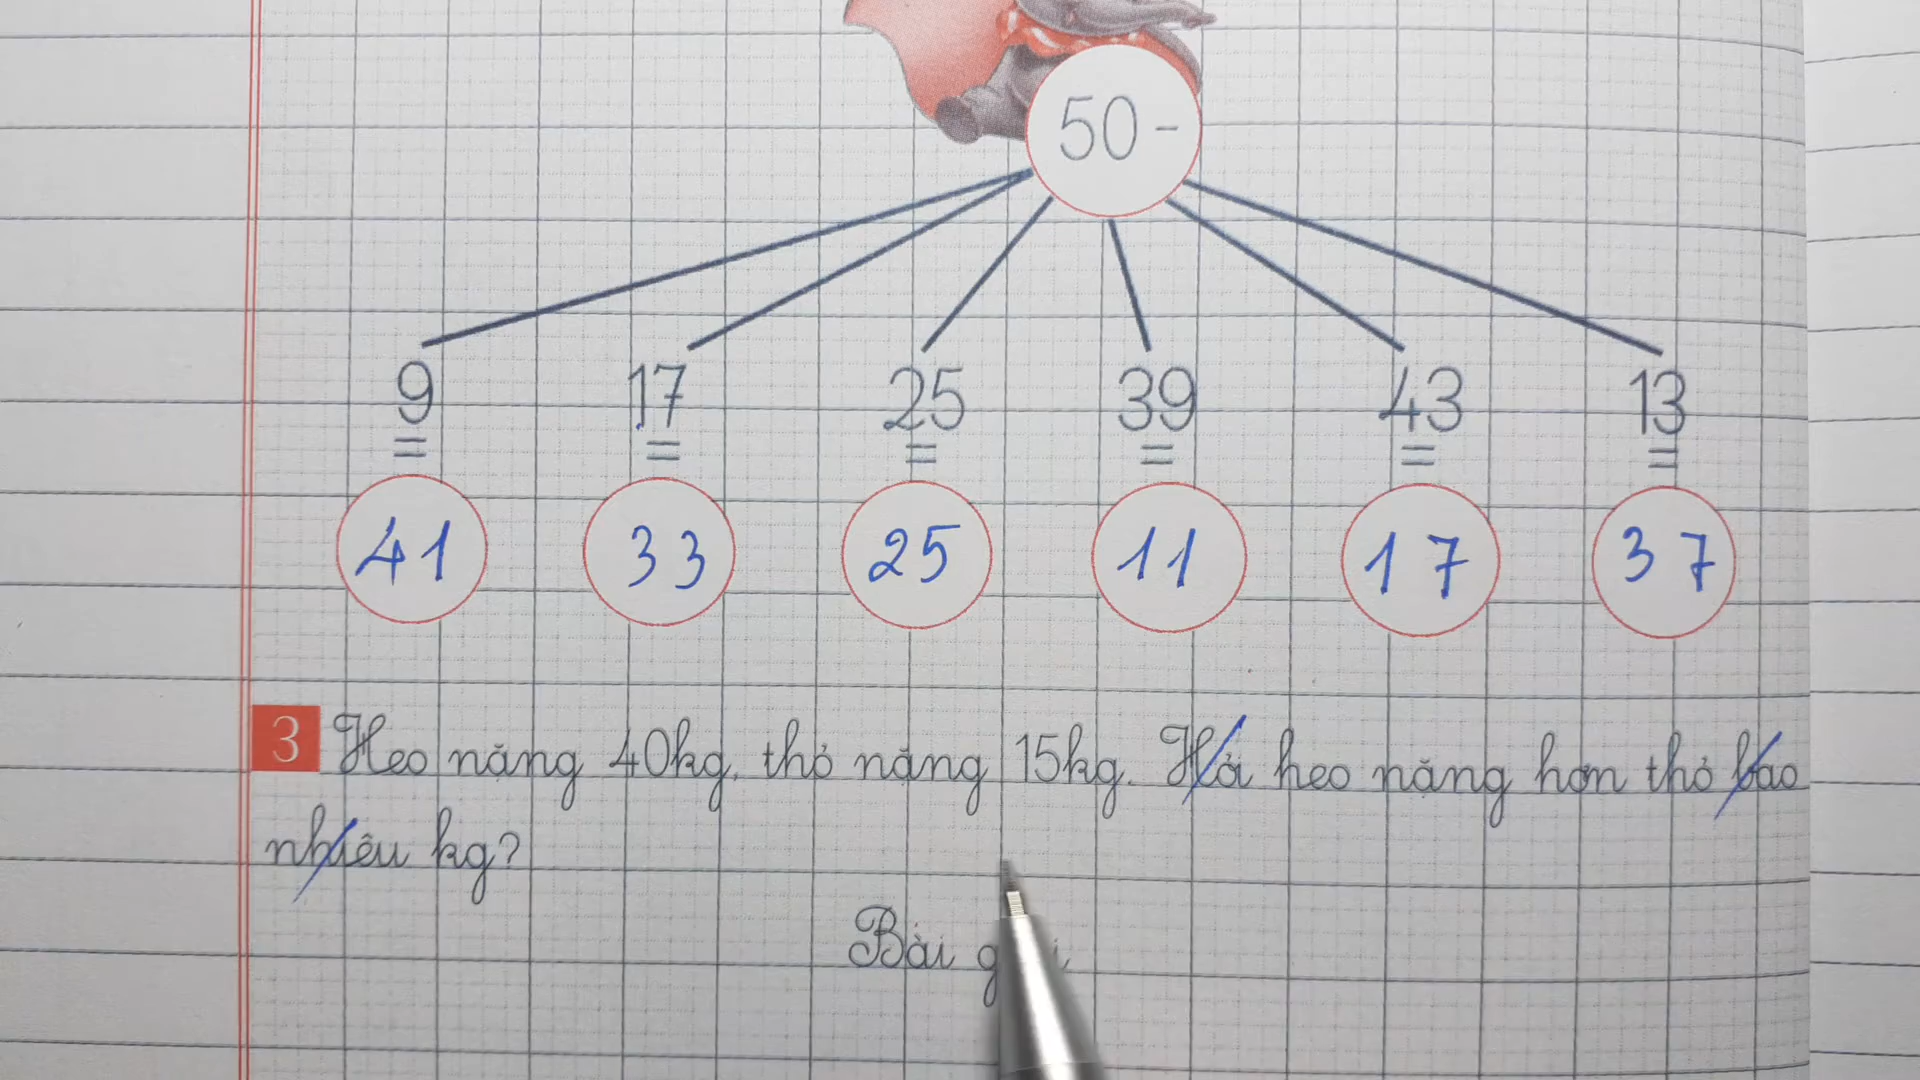 50 -
9 17 25 39 43 13
= = = = = =
41 33 25 11 17 37
3 Heo nặng 40kg, thỏ nặng 15kg. Hỏi heo nặng hơn thỏ bao
nhiêu kg?
Bài